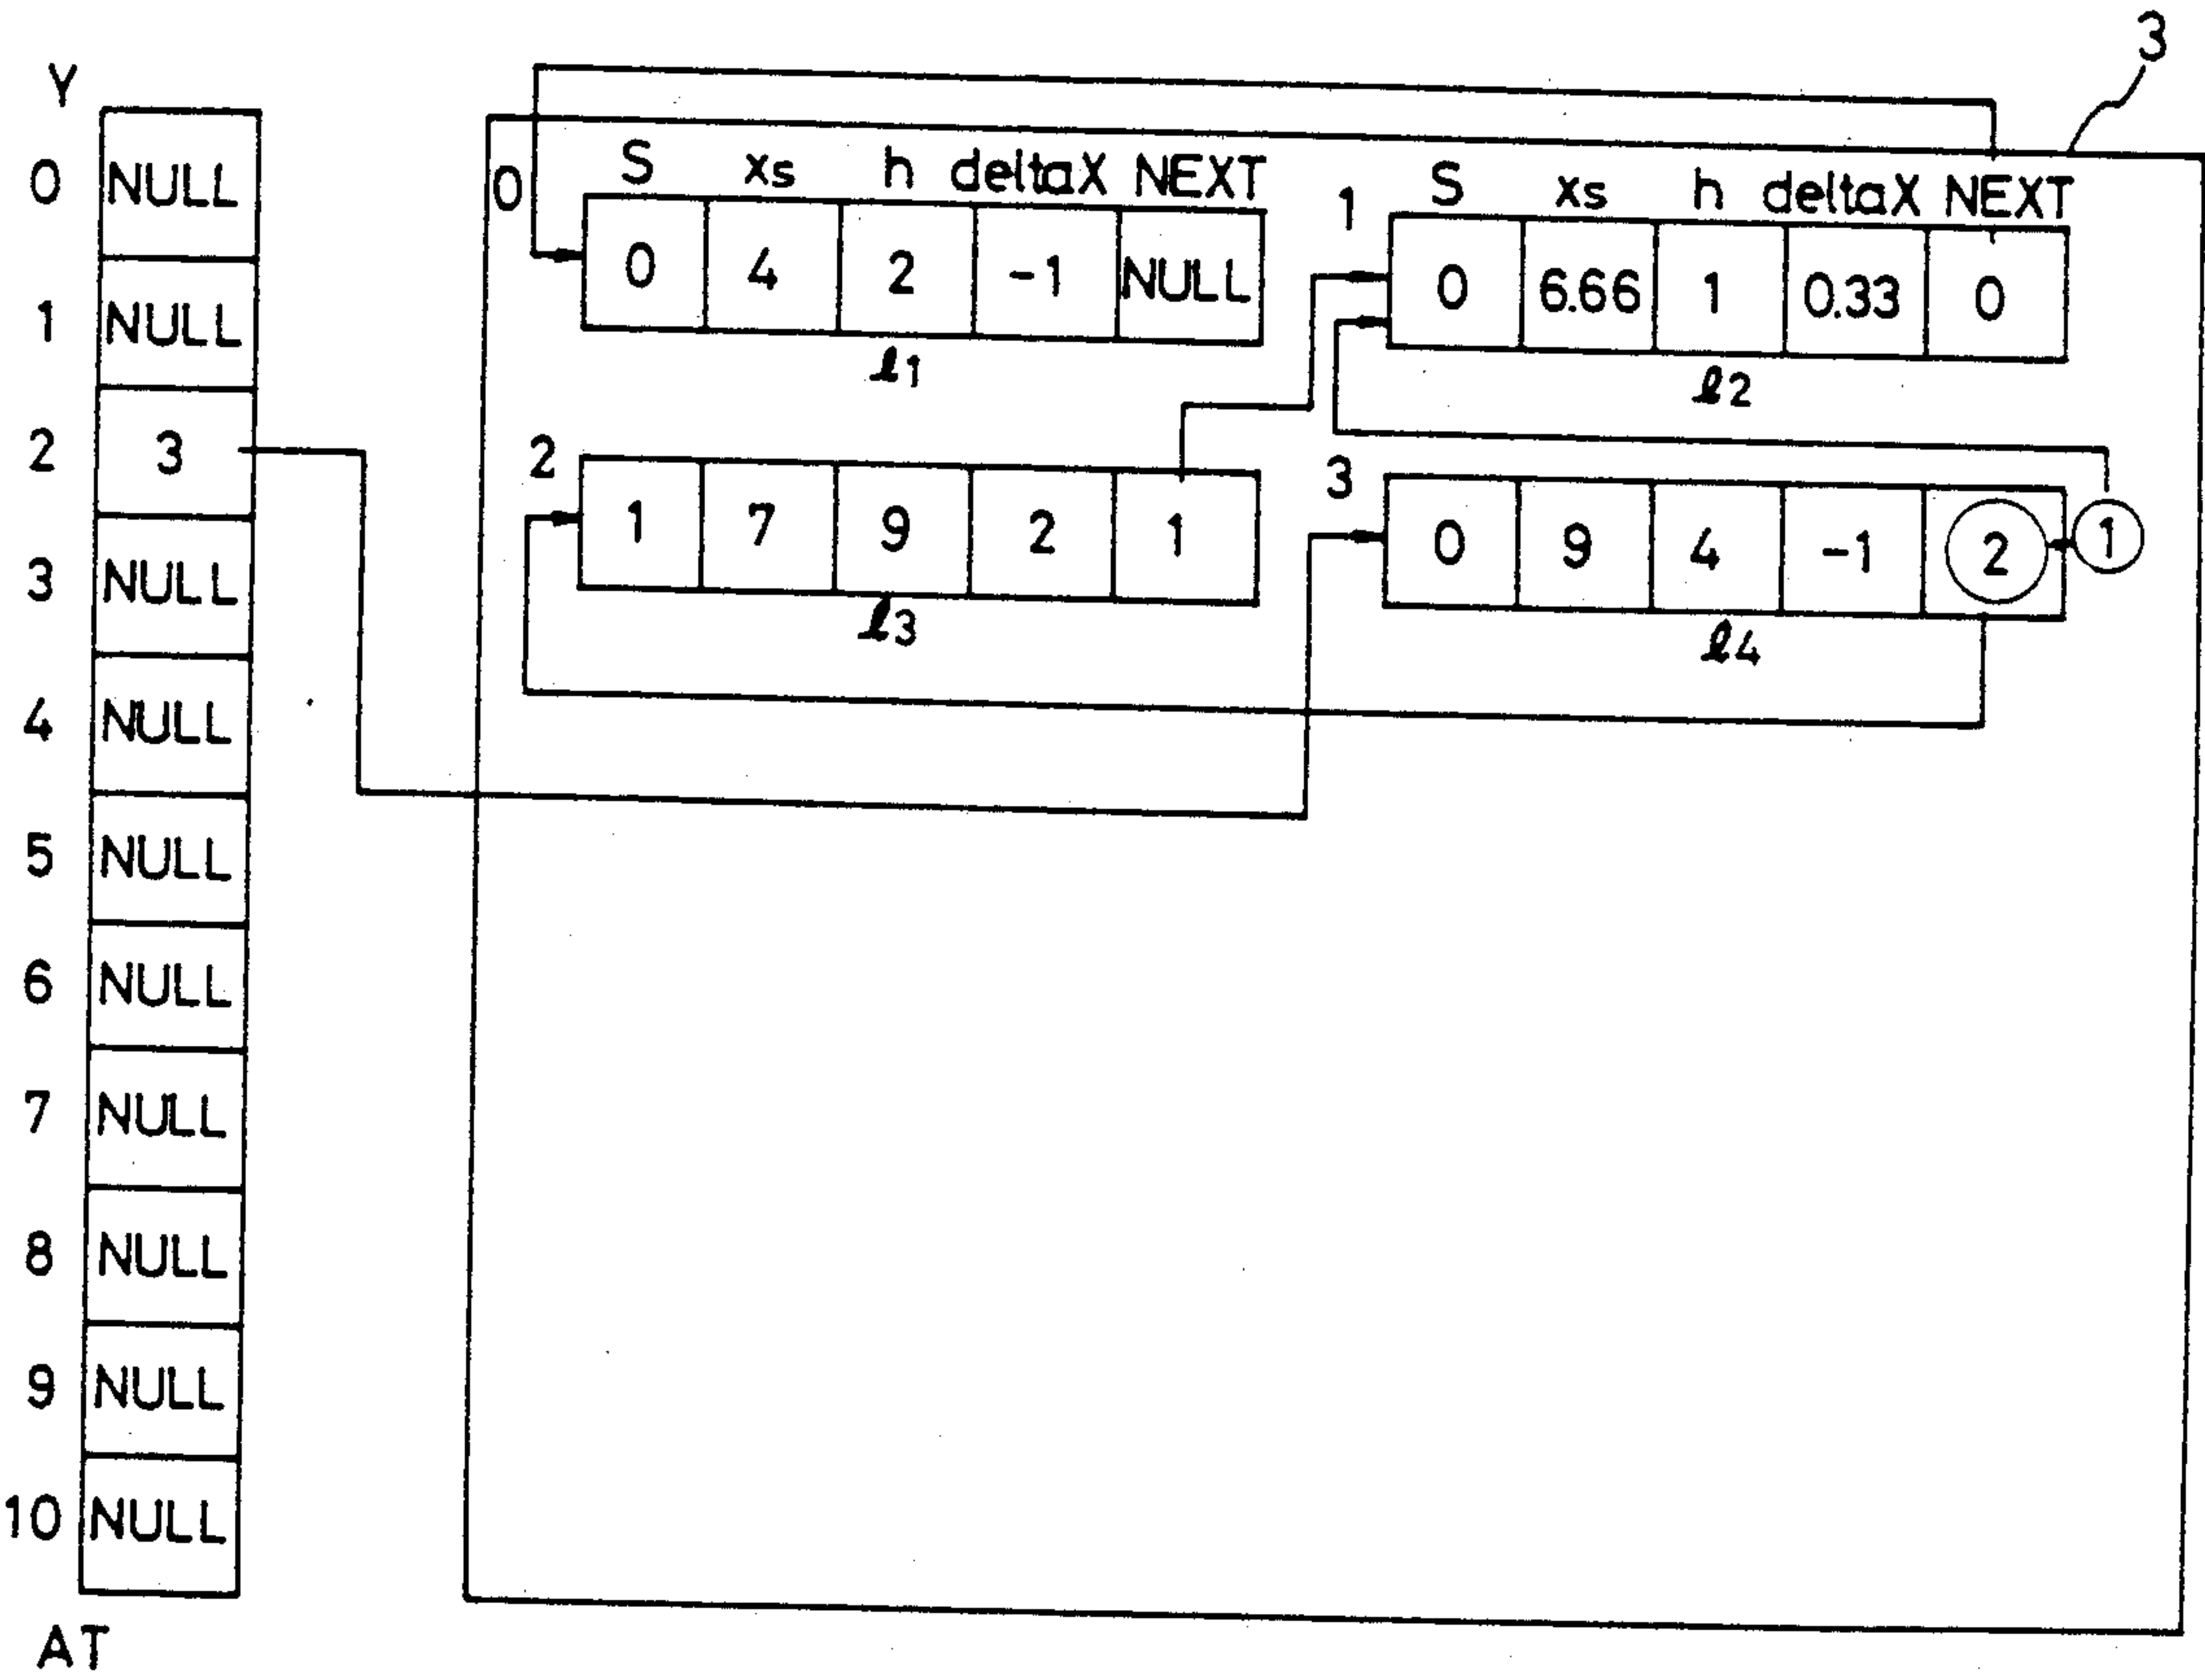 3
Y
0 NULL
1 NULL
2 3
3 NULL
4 NULL
5 NULL
6 NULL
7 NULL
8 NULL
9 NULL
10 NULL
AT
0 S xs h deltaX NEXT
0 4 2 -1 NULL
ℓ1
1 S xs h deltaX NEXT
0 6.66 1 0.33 0
ℓ2
2 1 7 9 2 1
ℓ3
3 0 9 4 -1 2 1
ℓ4